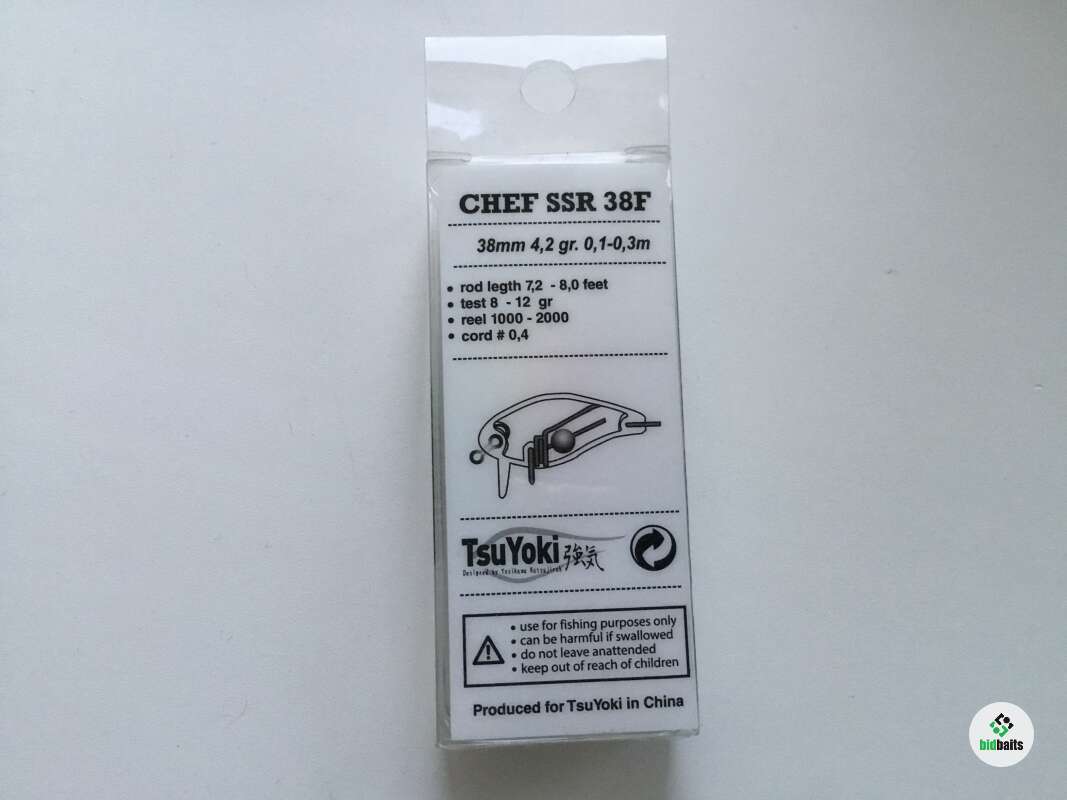 CHEF SSR 38F
38mm 4,2 gr. 0,1-0,3m
• rod legth 7,2 - 8,0 feet
• test 8 - 12 gr
• reel 1000 - 2000
• cord # 0,4
TsuYoki 強気
• use for fishing purposes only
• can be harmful if swallowed
• do not leave anattended
• keep out of reach of children
Produced for TsuYoki in China
bidbaits